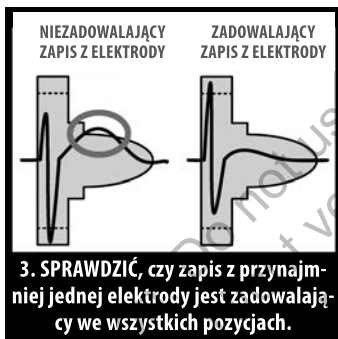 NIEZADOWALAJĄCY
ZAPIS Z ELEKTRODY
ZADOWALAJĄCY
ZAPIS Z ELEKTRODY
3. SPRAWDZIĆ, czy zapis z przynajm-
niej jednej elektrody jest zadowalają-
cy we wszystkich pozycjach.